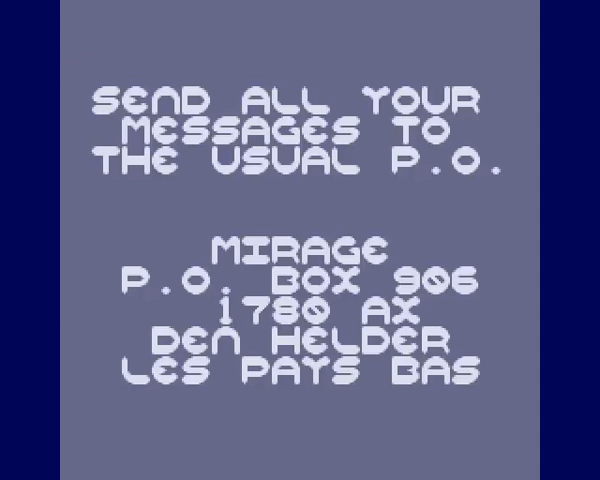 SEND ALL YOUR
MESSAGES TO
THE USUAL P.O.
MIRAGE
P.O. BOX 906
1780 AX
DEN HELDER
LES PAYS BAS